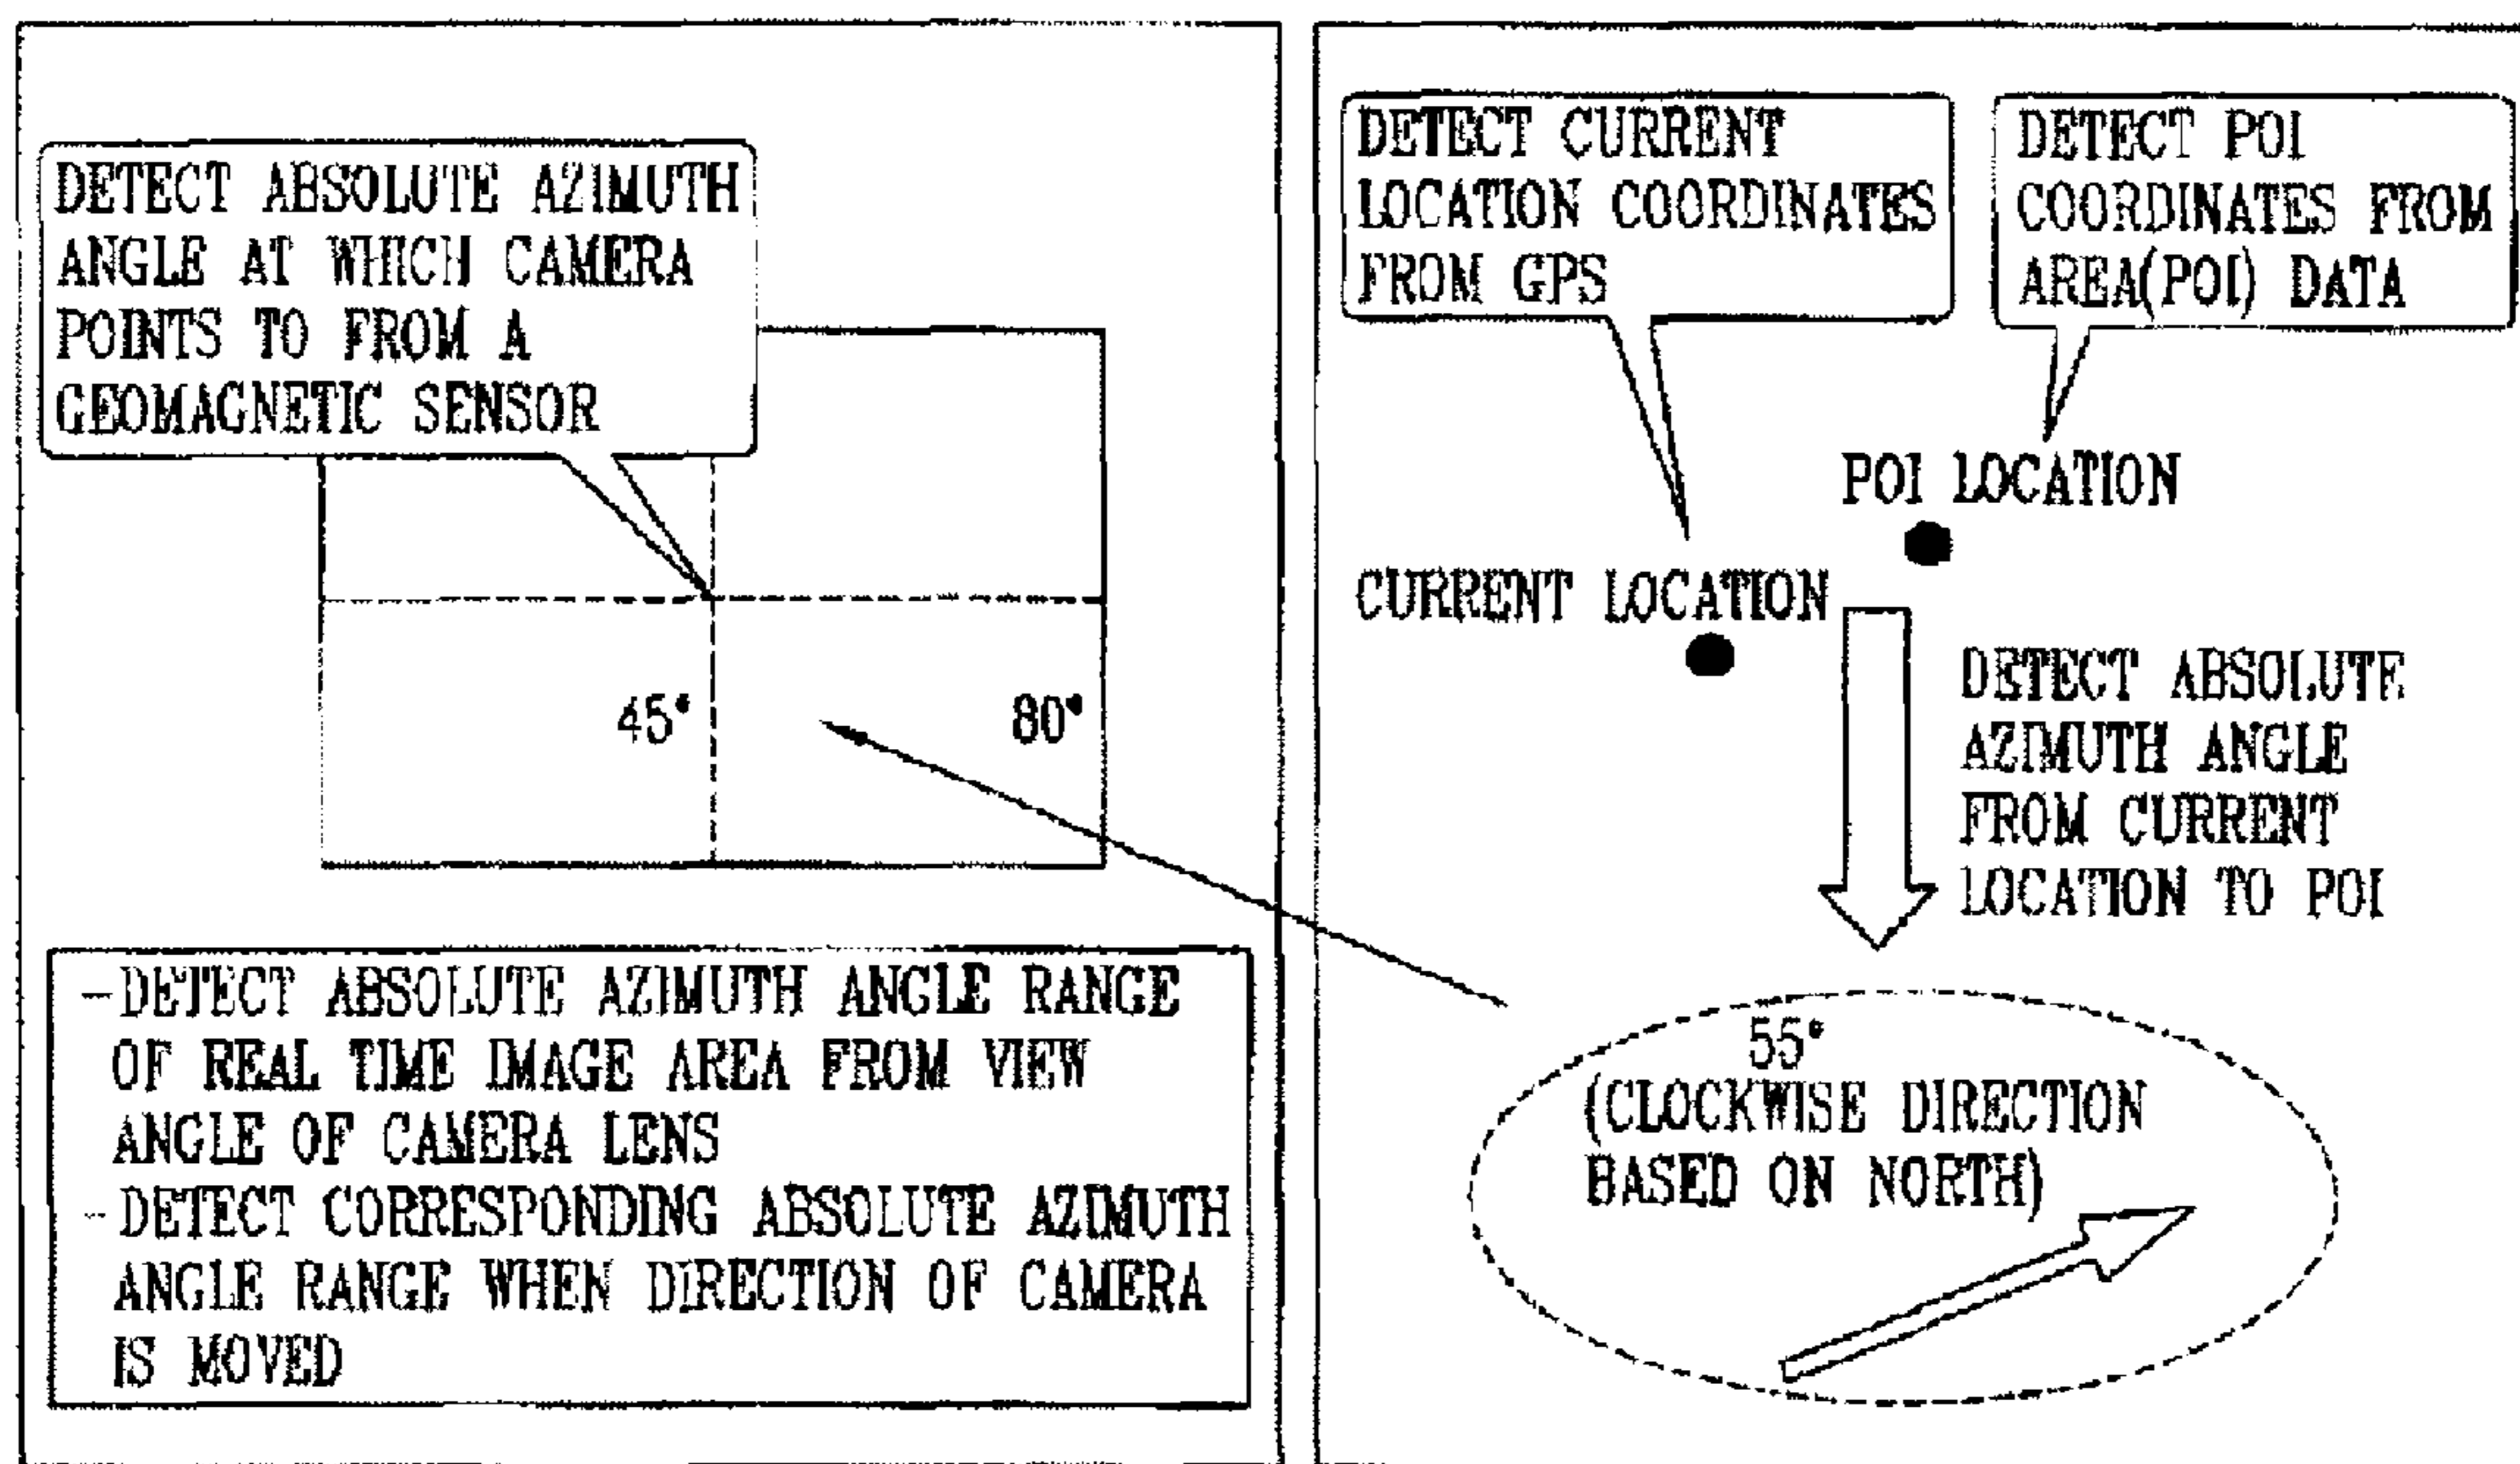 DETECT ABSOLUTE AZIMUTH
ANGLE AT WHICH CAMERA
POINTS TO FROM A
GEOMAGNETIC SENSOR
45°
80°
-DETECT ABSOLUTE AZIMUTH ANGLE RANGE
OF REAL TIME IMAGE AREA FROM VIEW
ANGLE OF CAMERA LENS
-DETECT CORRESPONDING ABSOLUTE AZIMUTH
ANGLE RANGE WHEN DIRECTION OF CAMERA
IS MOVED
DETECT CURRENT
LOCATION COORDINATES
FROM GPS
DETECT POI
COORDINATES FROM
AREA(POI) DATA
POI LOCATION
CURRENT LOCATION
DETECT ABSOLUTE
AZIMUTH ANGLE
FROM CURRENT
LOCATION TO POI
55°
(CLOCKWISE DIRECTION
BASED ON NORTH)